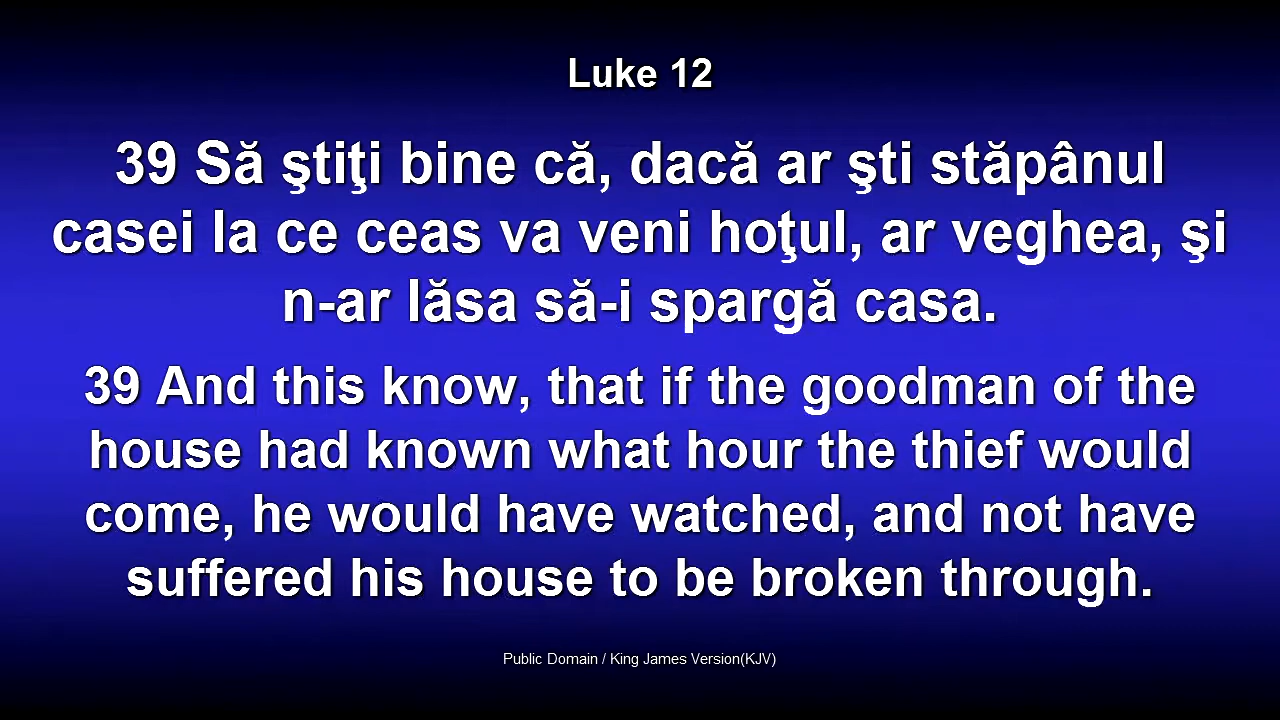 Luke 12
39 Să ştiţi bine că, dacă ar şti stăpânul
casei la ce ceas va veni hoţul, ar veghea, şi
n-ar lăsa să-i spargă casa.
39 And this know, that if the goodman of the
house had known what hour the thief would
come, he would have watched, and not have
suffered his house to be broken through.
Public Domain / King James Version(KJV)